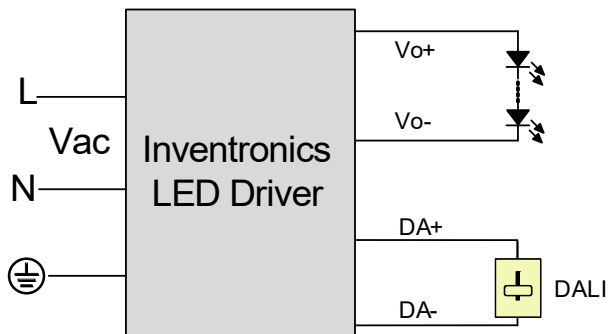 L
Vac
N
Inventronics
LED Driver
Vo+
Vo-
DA+
DA-
DALI